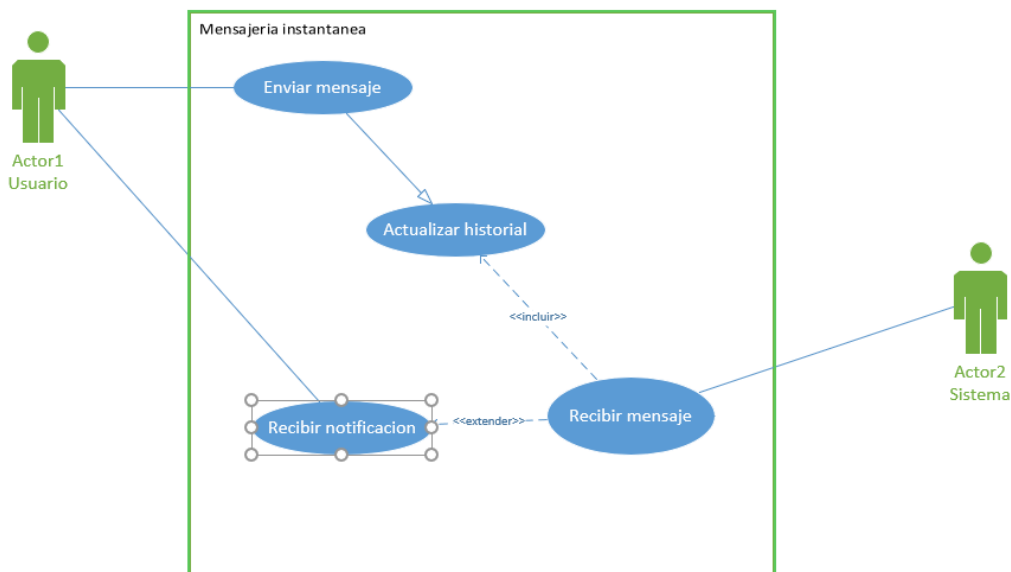 Mensajeria instantanea
Enviar mensaje
Actor1
Usuario
Actualizar historial
<<incluir>>
Actor2
Sistema
Recibir notificacion
<<extender>>
Recibir mensaje